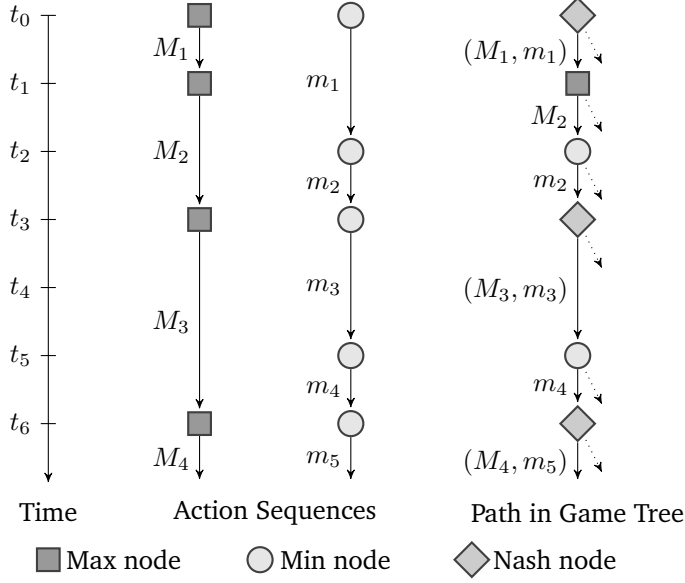 t₀
M₁
m₁
(M₁, m₁)
t₁
M₂
M₂
t₂
m₂
m₂
t₃
t₄
M₃
m₃
(M₃, m₃)
t₅
m₄
m₄
t₆
M₄
m₅
(M₄, m₅)
Time Action Sequences Path in Game Tree
Max node Min node Nash node